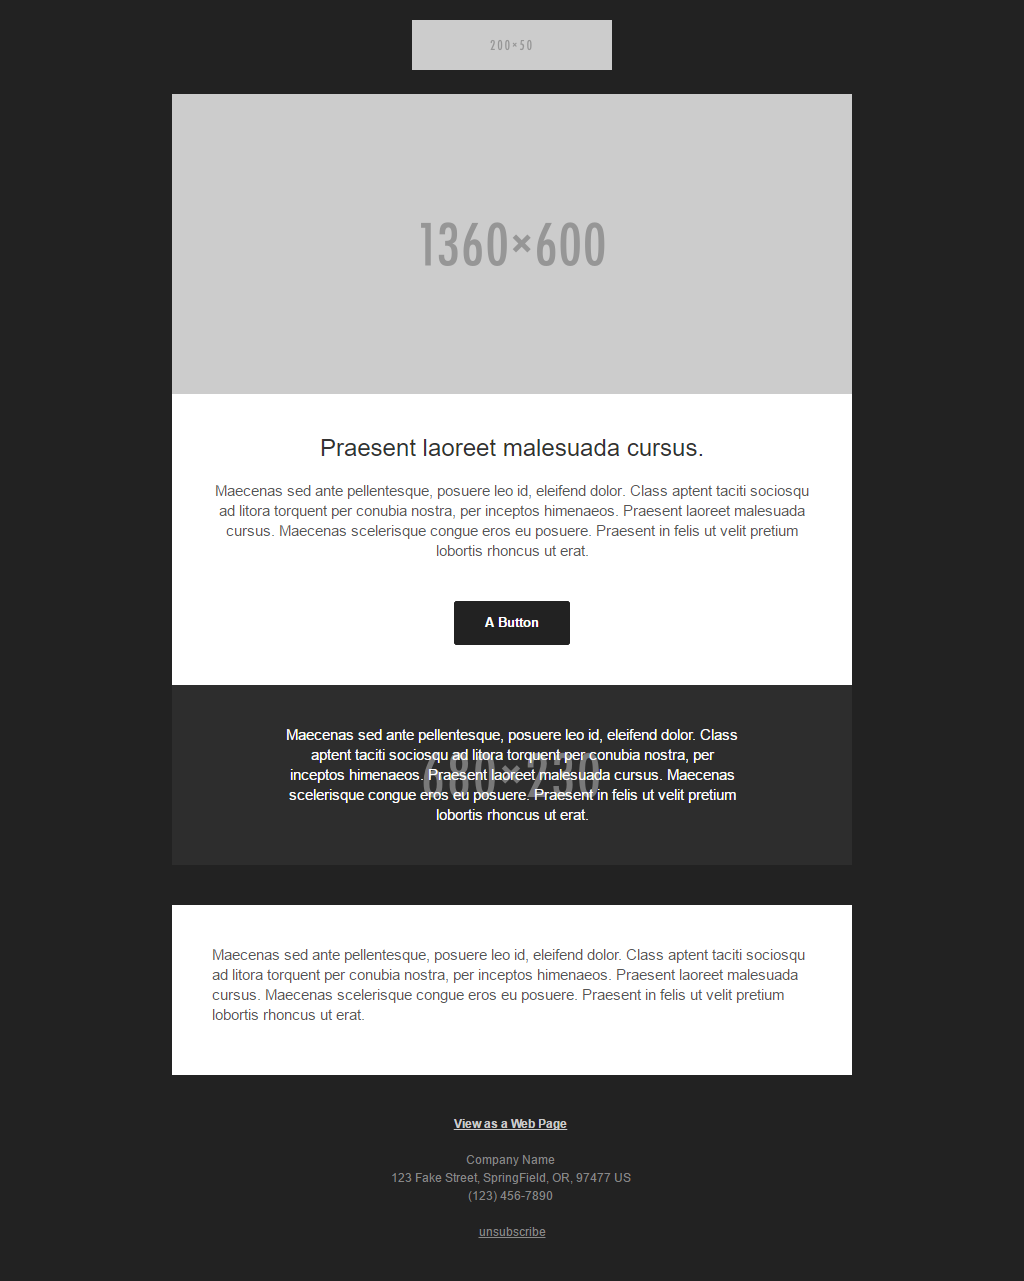 200×50
1360×600
Praesent laoreet malesuada cursus.
Maecenas sed ante pellentesque, posuere leo id, eleifend dolor. Class aptent taciti sociosqu
ad litora torquent per conubia nostra, per inceptos himenaeos. Praesent laoreet malesuada
cursus. Maecenas scelerisque congue eros eu posuere. Praesent in felis ut velit pretium
lobortis rhoncus ut erat.
A Button
Maecenas sed ante pellentesque, posuere leo id, eleifend dolor. Class
aptent taciti sociosqu ad litora torquent per conubia nostra, per
inceptos himenaeos. Praesent laoreet malesuada cursus. Maecenas
scelerisque congue eros eu posuere. Praesent in felis ut velit pretium
lobortis rhoncus ut erat.
680×230
Maecenas sed ante pellentesque, posuere leo id, eleifend dolor. Class aptent taciti sociosqu
ad litora torquent per conubia nostra, per inceptos himenaeos. Praesent laoreet malesuada
cursus. Maecenas scelerisque congue eros eu posuere. Praesent in felis ut velit pretium
lobortis rhoncus ut erat.
View as a Web Page
Company Name
123 Fake Street, SpringField, OR, 97477 US
(123) 456-7890
unsubscribe